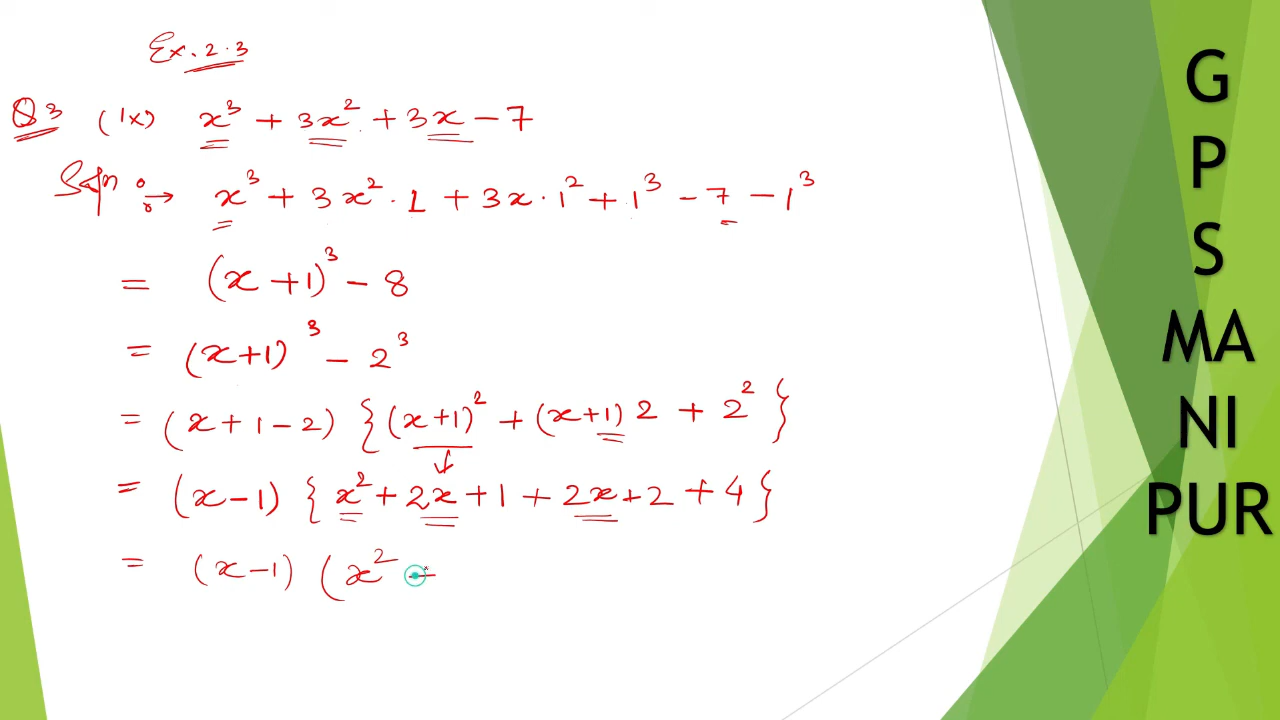 Ex. 2.3
Q3 (ix) x³ + 3x² + 3x - 7
Solⁿ :→ x³ + 3x² · 1 + 3x · 1² + 1³ - 7 - 1³
= (x + 1)³ - 8
= (x+1)³ - 2³
= (x + 1 - 2) {(x+1)² + (x+1) 2 + 2²}
= (x - 1) {x² + 2x + 1 + 2x + 2 + 4}
= (x - 1) (x² +
G
P
S
MA
NI
PUR